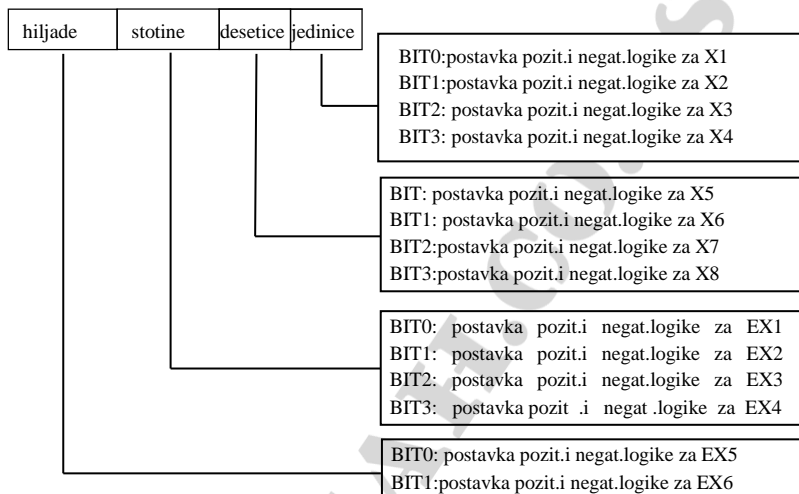 hiljade stotine desetice jedinice
BIT0:postavka pozit.i negat.logike za X1
BIT1:postavka pozit.i negat.logike za X2
BIT2: postavka pozit.i negat.logike za X3
BIT3: postavka pozit.i negat.logike za X4
BIT: postavka pozit.i negat.logike za X5
BIT1: postavka pozit.i negat.logike za X6
BIT2:postavka pozit.i negat.logike za X7
BIT3:postavka pozit.i negat.logike za X8
BIT0: postavka pozit.i negat.logike za EX1
BIT1: postavka pozit.i negat.logike za EX2
BIT2: postavka pozit.i negat.logike za EX3
BIT3: postavka pozit .i negat .logike za EX4
BIT0: postavka pozit.i negat.logike za EX5
BIT1:postavka pozit.i negat.logike za EX6